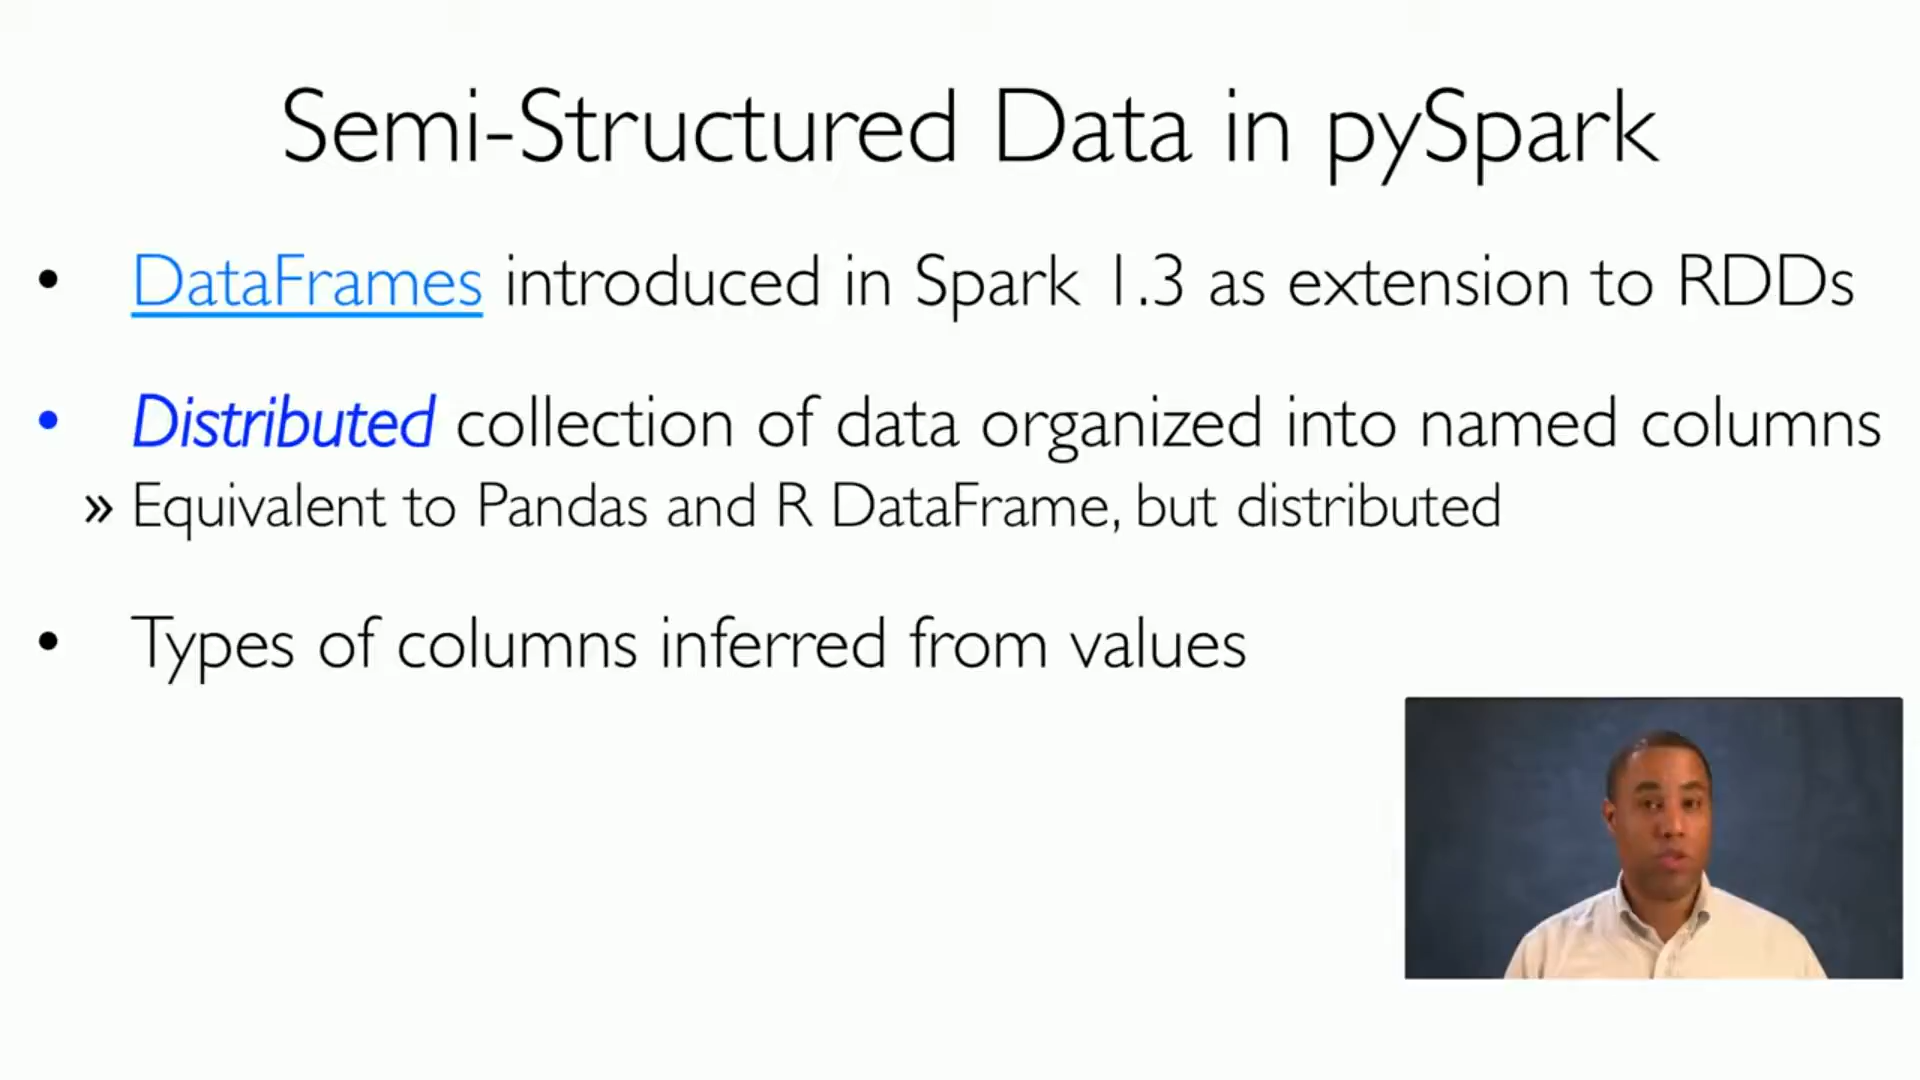 Semi-Structured Data in pySpark
• DataFrames introduced in Spark 1.3 as extension to RDDs
• Distributed collection of data organized into named columns
» Equivalent to Pandas and R DataFrame, but distributed
• Types of columns inferred from values